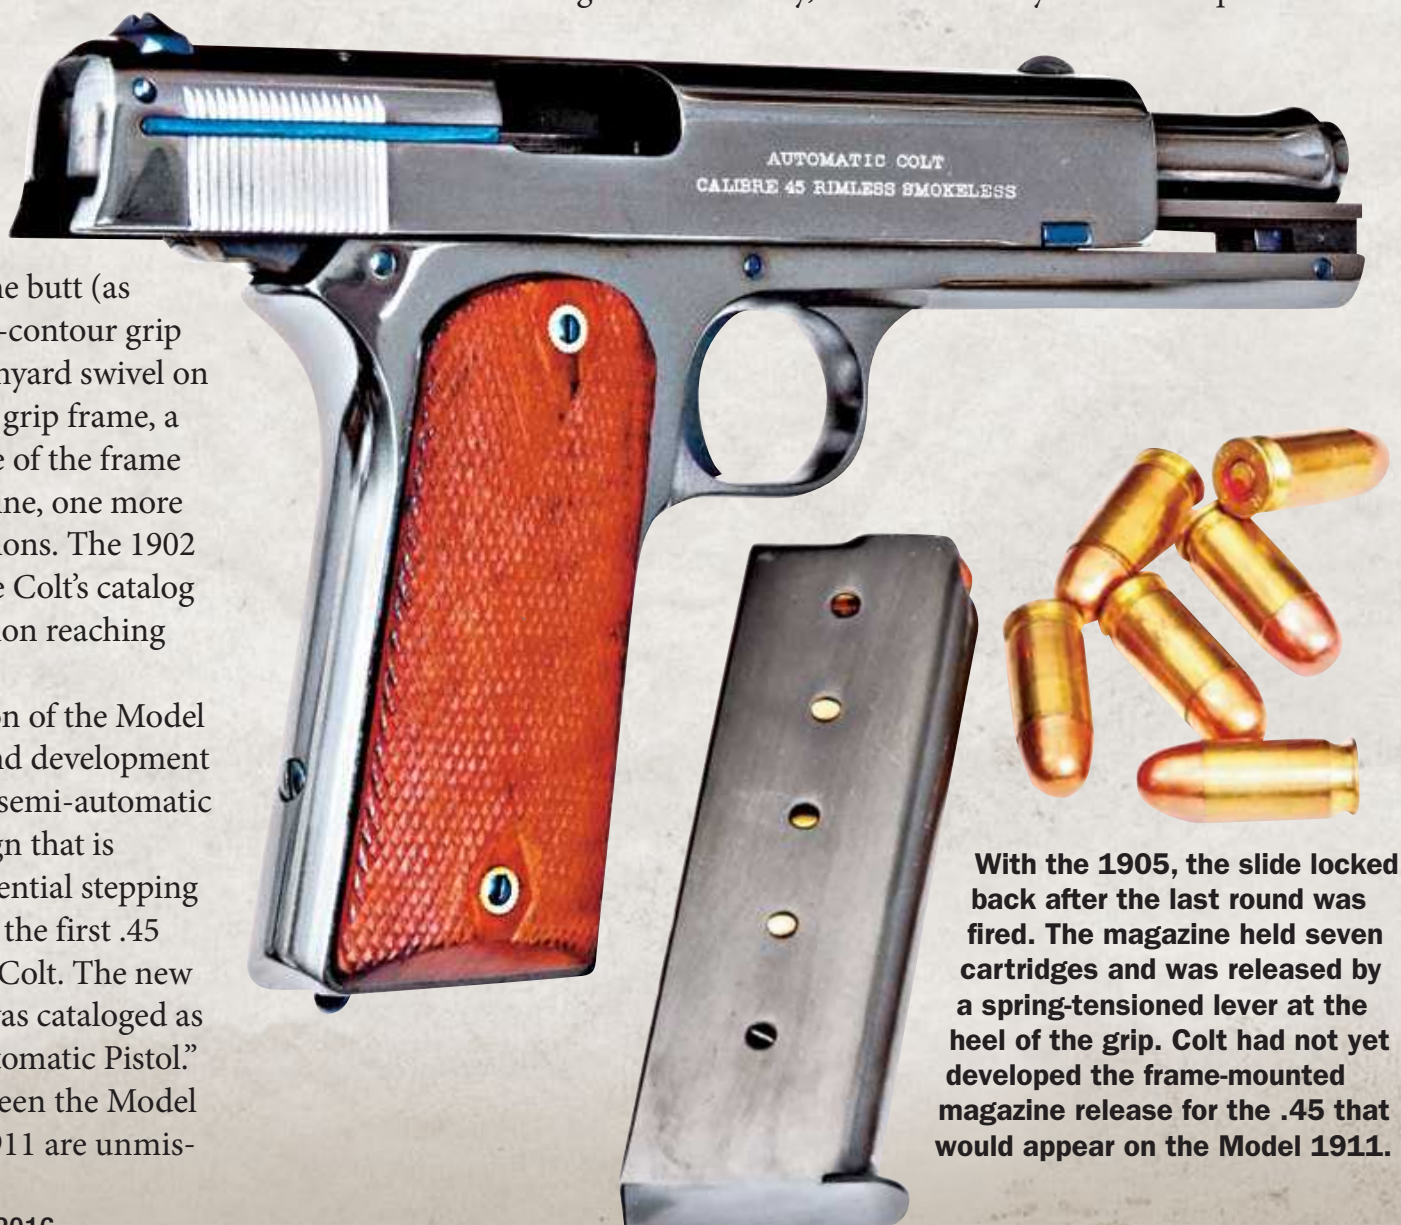 AUTOMATIC COLT
CALIBRE 45 RIMLESS SMOKELESS
he butt (as
-contour grip
nyard swivel on
grip frame, a
e of the frame
ine, one more
ions. The 1902
e Colt’s catalog
ion reaching
on of the Model
nd development
semi-automatic
gn that is
ential stepping
the first .45
Colt. The new
was cataloged as
tomatic Pistol.”
een the Model
911 are unmis-
With the 1905, the slide locked
back after the last round was
fired. The magazine held seven
cartridges and was released by
a spring-tensioned lever at the
heel of the grip. Colt had not yet
developed the frame-mounted
magazine release for the .45 that
would appear on the Model 1911.
2016